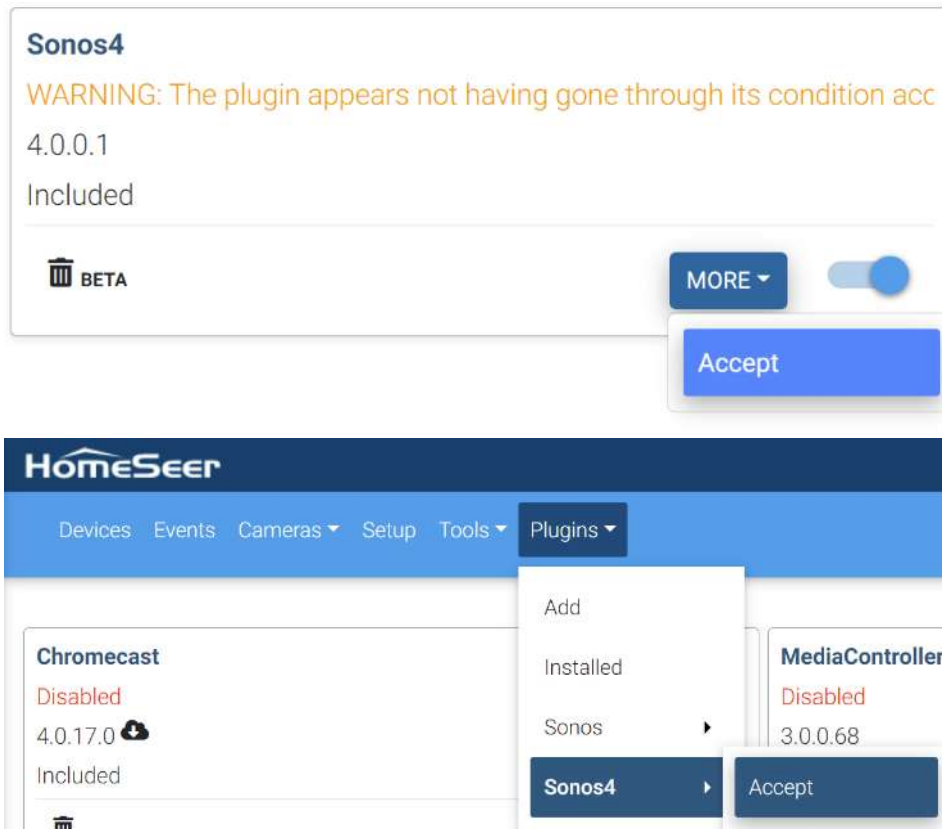 Sonos4
WARNING: The plugin appears not having gone through its condition acc
4.0.0.1
Included
BETA
MORE
Accept
HomeSeer
Devices Events Cameras Setup Tools Plugins
Add
Installed
Sonos
Sonos4
Accept
Chromecast
Disabled
4.0.17.0
Included
MediaController
Disabled
3.0.0.68